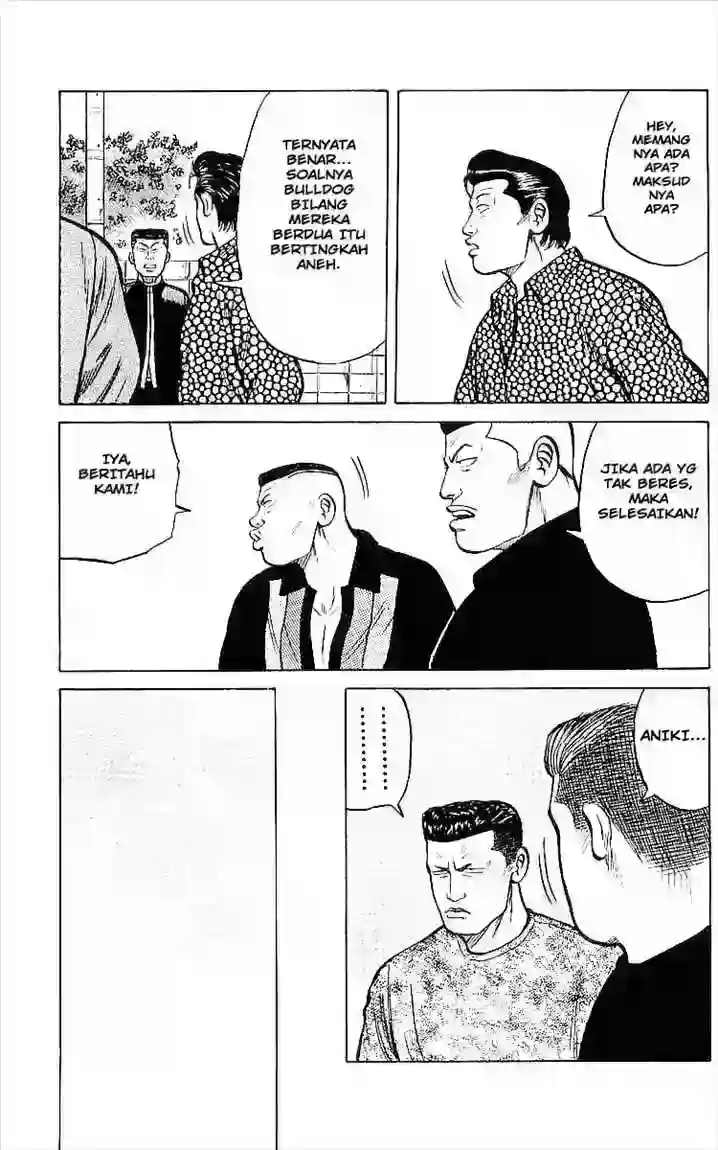 HEY,
MEMANG
NYA ADA
APA?
MAKSUD
NYA
APA?
TERNYATA
BENAR...
SOALNYA
BULLDOG
BILANG
MEREKA
BERDUA ITU
BERTINGKAH
ANEH.
JIKA ADA YG
TAK BERES,
MAKA
SELESAIKAN!
IYA,
BERITAHU
KAMI!
ANIKI...